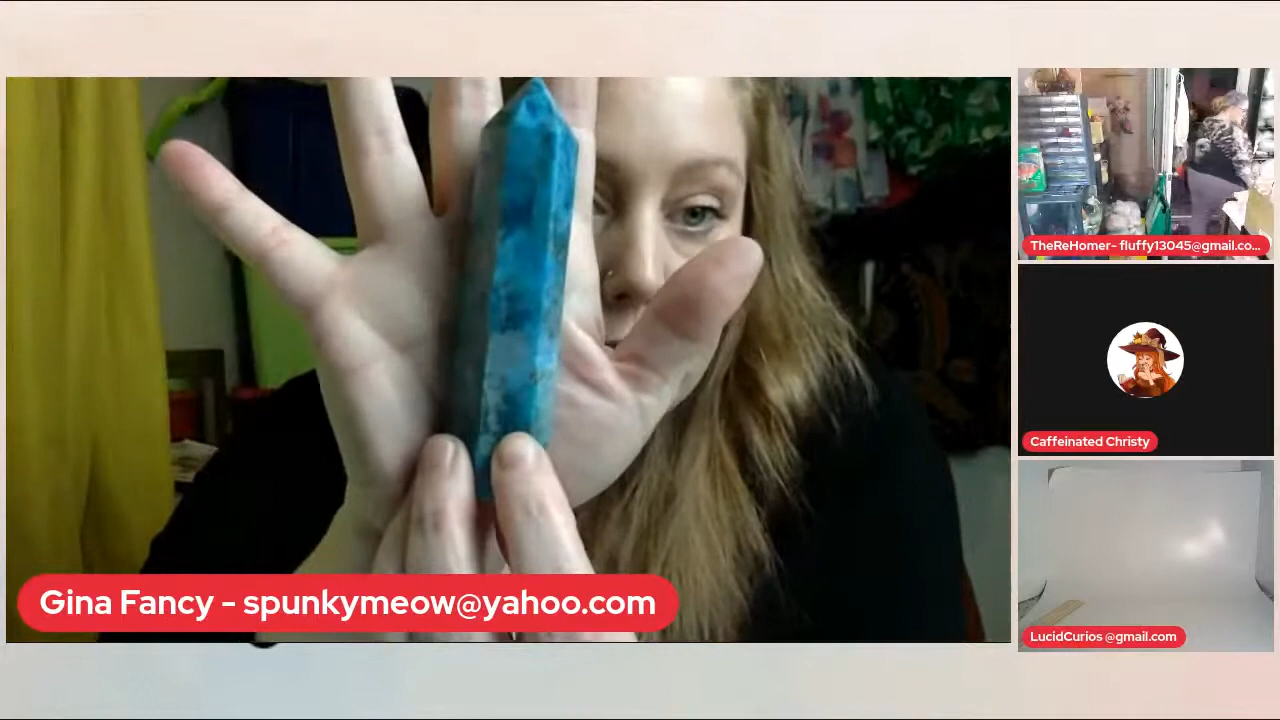 Gina Fancy - spunkymeow@yahoo.com
TheReHomer- fluffy13045@gmail.co...
Caffeinated Christy
LucidCurios @gmail.com